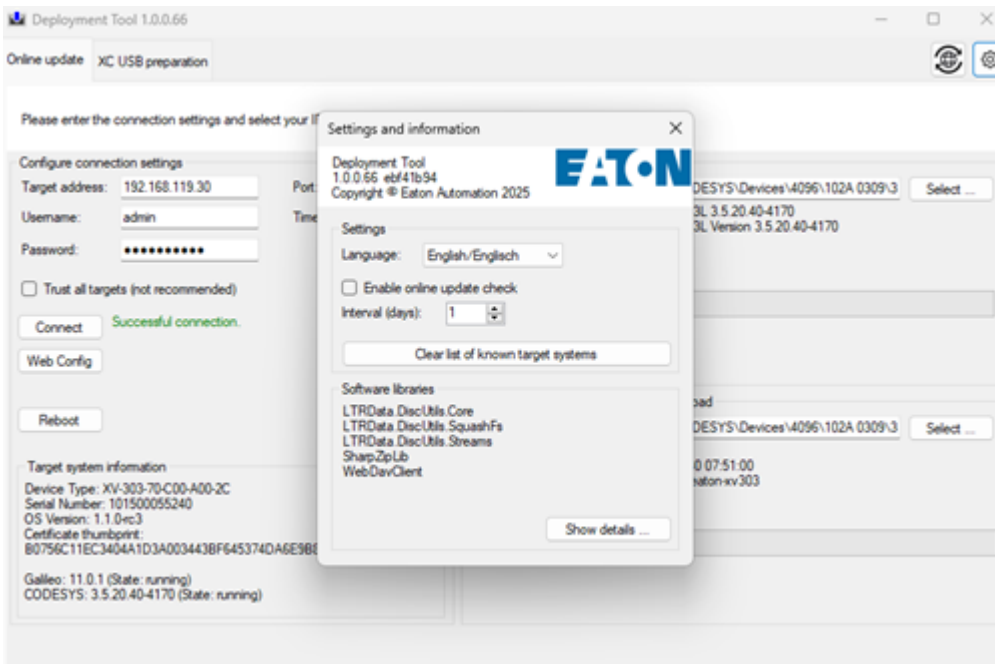 Deployment Tool 1.0.0.66
Online update
XC USB preparation
Please enter the connection settings and select your
Configure connection settings
Target address: 192.168.119.30
Port:
Username: admin
Time
Password: ●●●●●●●●●●
Trust all targets (not recommended)
Connect
Successful connection.
Web Config
Reboot
Target system information
Device Type: XV-303-70-C00-A00-2C
Serial Number: 101500055240
OS Version: 1.1.0-rc3
Certificate thumbprint:
B0756C11EC3404A1D3A003443BF645374DA6E9B
Galileo: 11.0.1 (State: running)
CODESYS: 3.5.20.40-4170 (State: running)
Settings and information
Deployment Tool
1.0.0.66 ebf41b94
Copyright © Eaton Automation 2025
EATON
Settings
Language: English/Englisch
Enable online update check
Interval (days): 1
Clear list of known target systems
Software libraries
LTRData.DiscUtils.Core
LTRData.DiscUtils.SquashFs
LTRData.DiscUtils.Streams
SharpZipLib
WebDavClient
Show details ...
DESYS\Devices\4096\102A 0309\3
Select ...
3L 3.5.20.40-4170
3L Version 3.5.20.40-4170
oad
DESYS\Devices\4096\102A 0309\3
Select ...
0 07:51:00
eaton-xv303